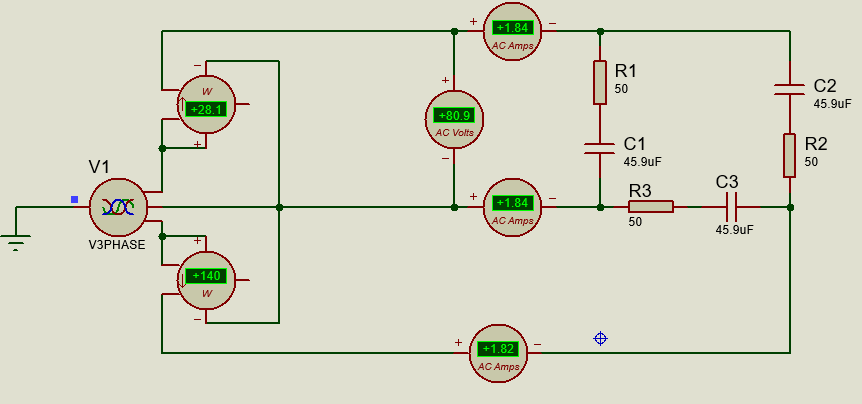 +
+1.84
−
AC Amps
−
W
+28.1
+
+
+80.9
AC Volts
−
R1
50
C1
45.9uF
C2
45.9uF
R2
50
V1
V3PHASE
+
+1.84
−
AC Amps
R3
50
C3
45.9uF
+
+140
W
−
+
+1.82
−
AC Amps